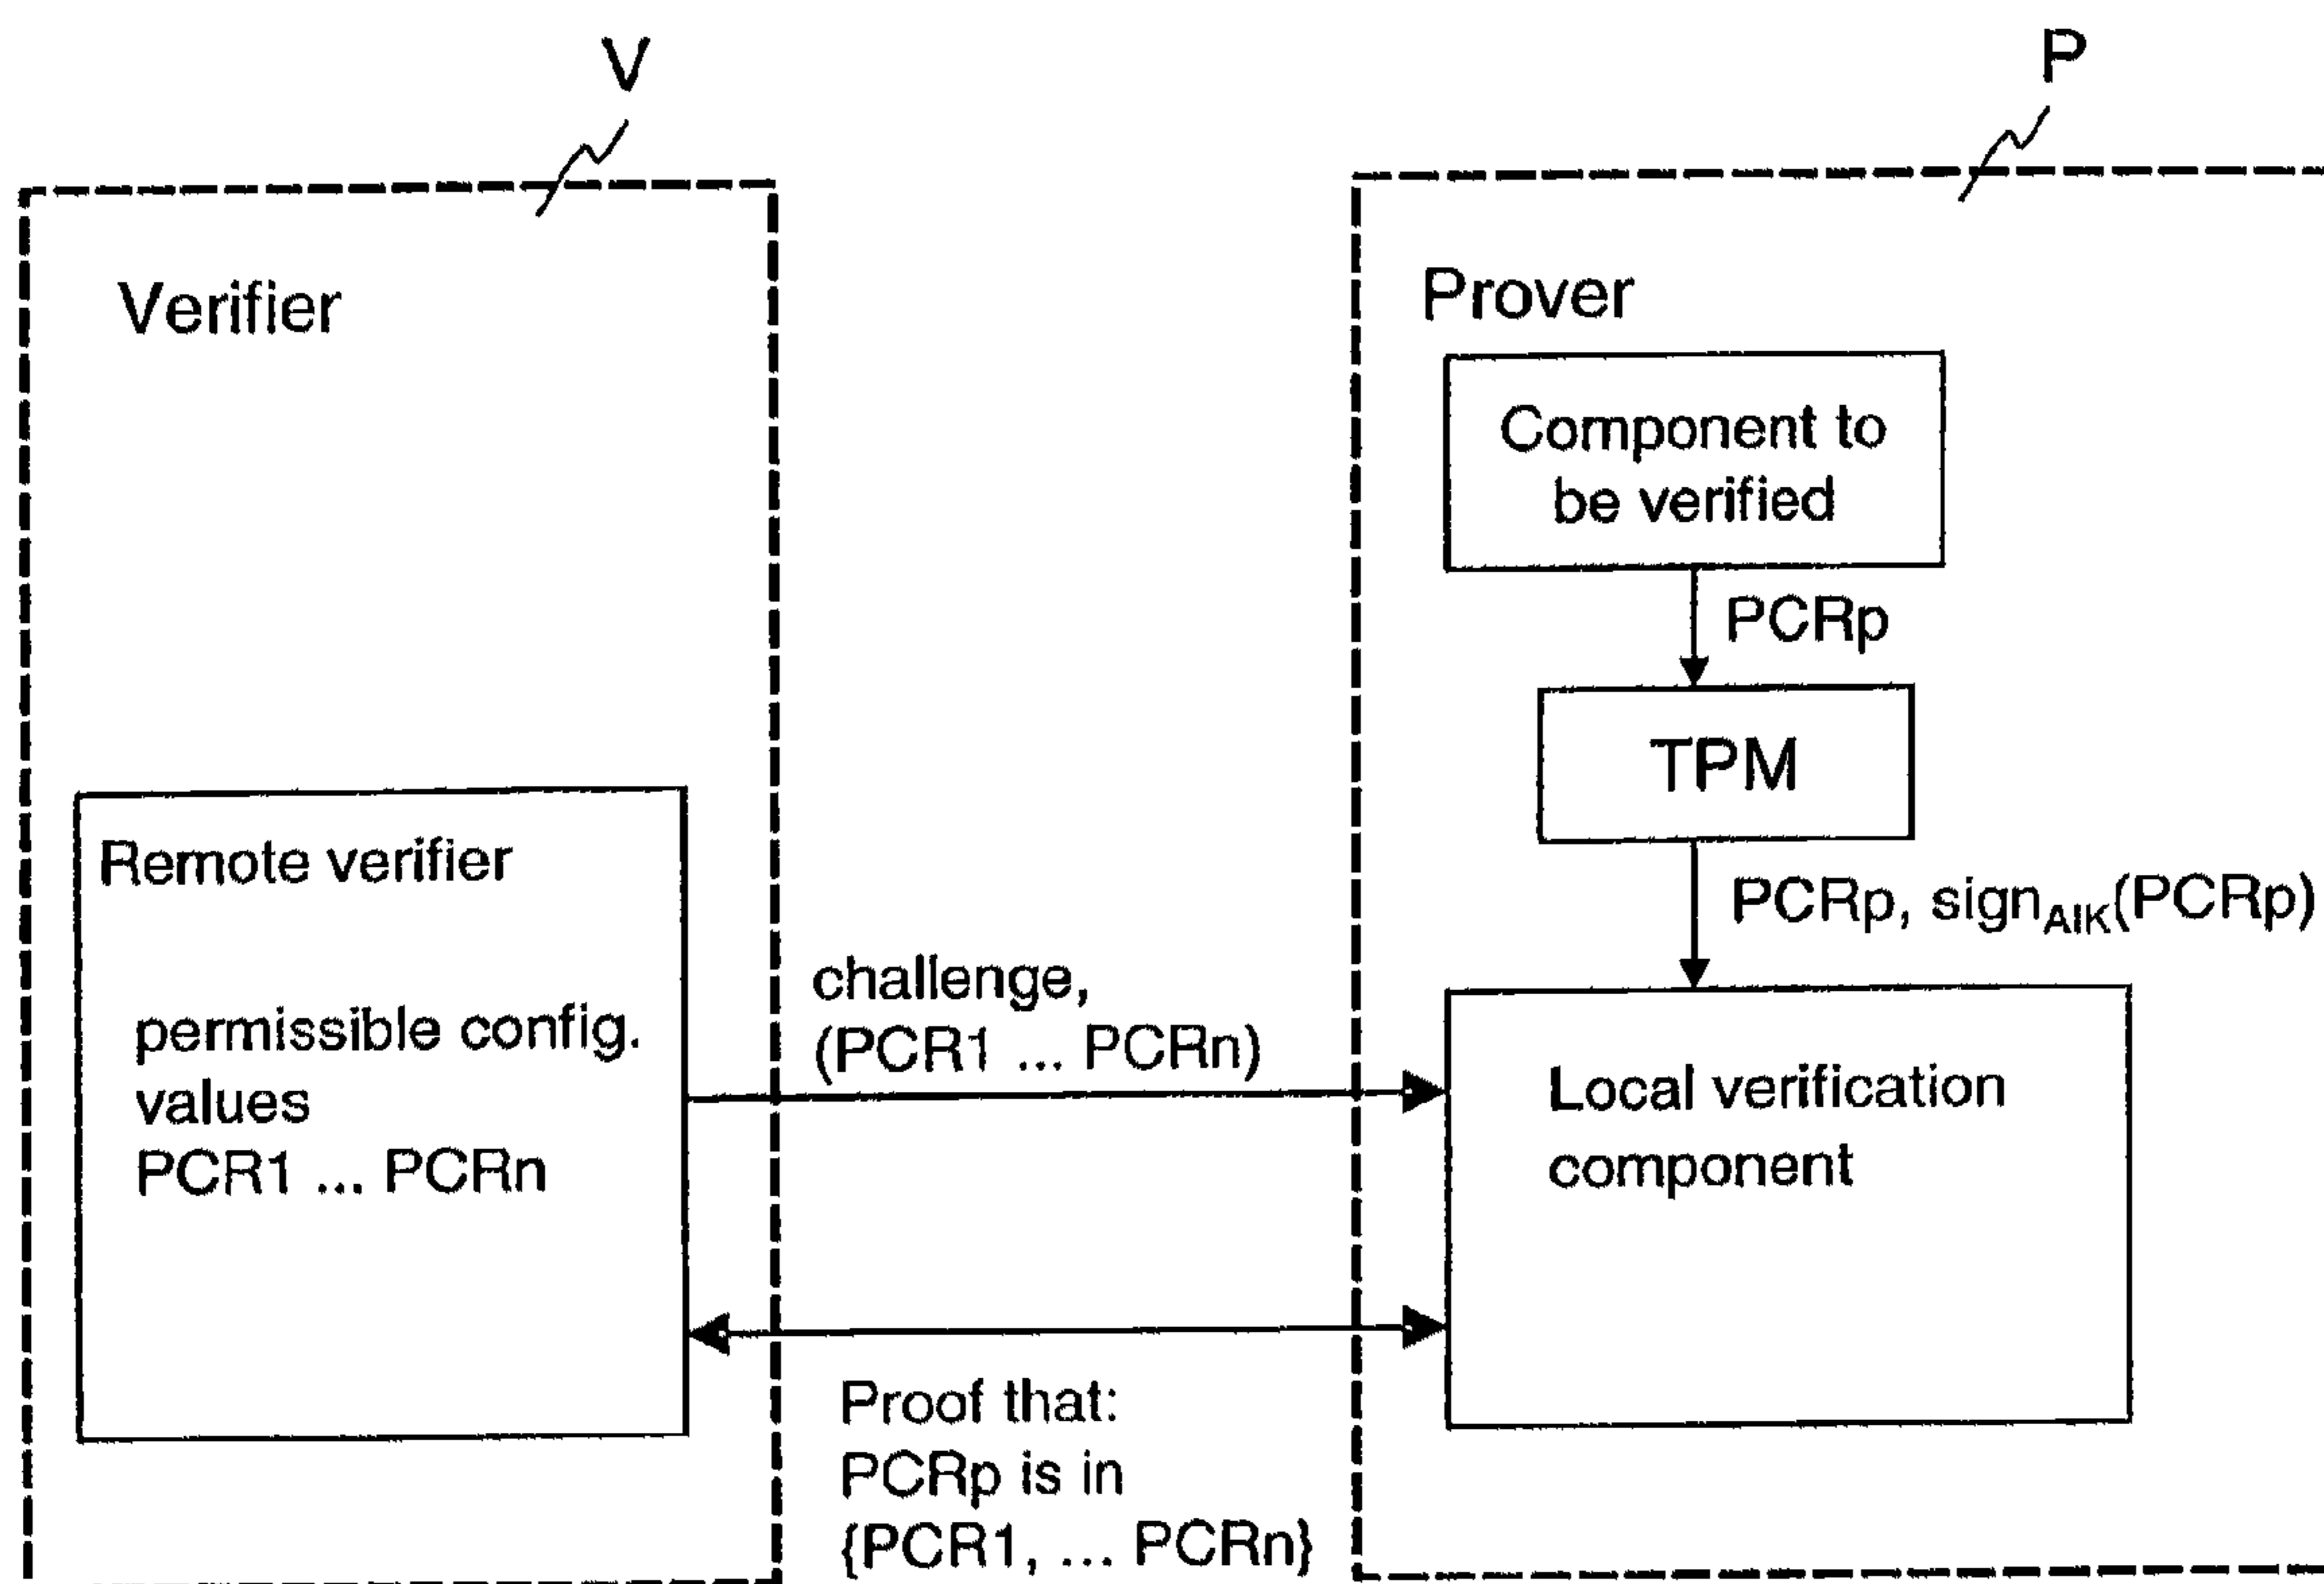 V
P
Verifier
Prover
Component to
be verified
PCRp
TPM
PCRp, sign_AIK(PCRp)
Remote verifier
permissible config.
values
PCR1 ... PCRn
challenge,
(PCR1 ... PCRn)
Local verification
component
Proof that:
PCRp is in
{PCR1, ... PCRn}